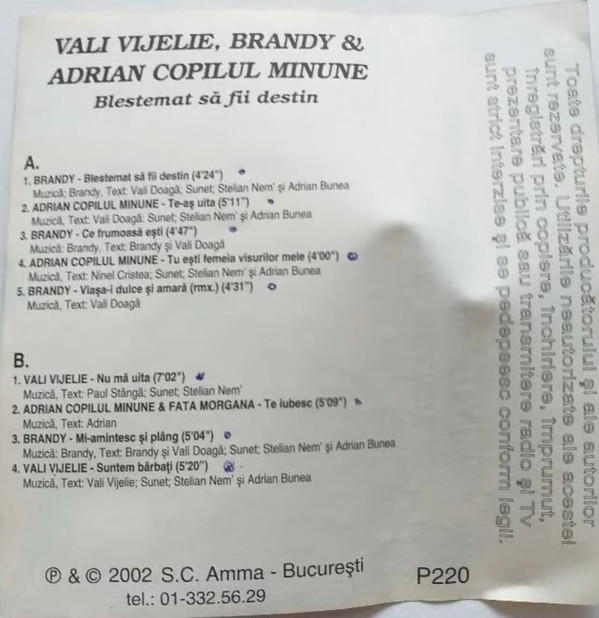 VALI VIJELIE, BRANDY &
ADRIAN COPILUL MINUNE
Blestemat să fii destin
A.
1. BRANDY - Blestemat să fii destin (4'24")
Muzică: Brandy, Text: Vali Doagă; Sunet: Stelian Nem' și Adrian Bunea
2. ADRIAN COPILUL MINUNE - Te-aș uita (5'11")
Muzică, Text: Vali Doagă: Sunet; Stelian Nem' și Adrian Bunea
3. BRANDY - Ce frumoasă ești (4'47")
Muzică: Brandy, Text: Brandy și Vali Doagă
4. ADRIAN COPILUL MINUNE - Tu ești femeia visurilor mele (4'00")
Muzică, Text: Ninel Cristea; Sunet; Stelian Nem' și Adrian Bunea
5. BRANDY - Viașa-i dulce și amară (rmx.) (4'31")
Muzică, Text: Vali Doagă
B.
1. VALI VIJELIE - Nu mă uita (7'02")
Muzică, Text: Paul Stângă; Sunet; Stelian Nem'
2. ADRIAN COPILUL MINUNE & FATA MORGANA - Te iubesc (5'09")
Muzică, Text: Adrian
3. BRANDY - Mi-amintesc și plâng (5'04")
Muzică: Brandy, Text: Brandy și Vali Doagă; Sunet; Stelian Nem' și Adrian Bunea
4. VALI VIJELIE - Suntem bărbați (5'20")
Muzică, Text: Vali Vijelie; Sunet; Stelian Nem' și Adrian Bunea
℗ & © 2002 S.C. Amma - București
tel.: 01-332.56.29
P220
Toate drepturile producătorului și ale autorilor
sunt rezervate. Utilizările neautorizate ale acestei
înregistrări prin copiere, închiriere, împrumut,
prezentare publică sau transmitere radio și Tv
sunt strict interzise și se pedepsesc conform legii.